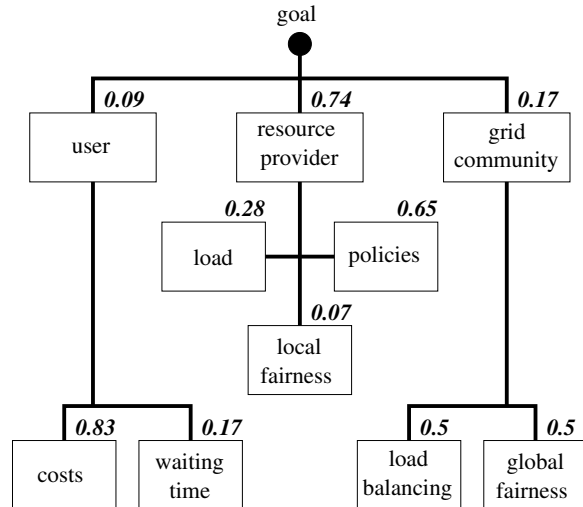 goal
0.09
0.74
0.17
user
resource
provider
grid
community
0.28
0.65
load
policies
0.07
local
fairness
0.83
0.17
0.5
0.5
costs
waiting
time
load
balancing
global
fairness